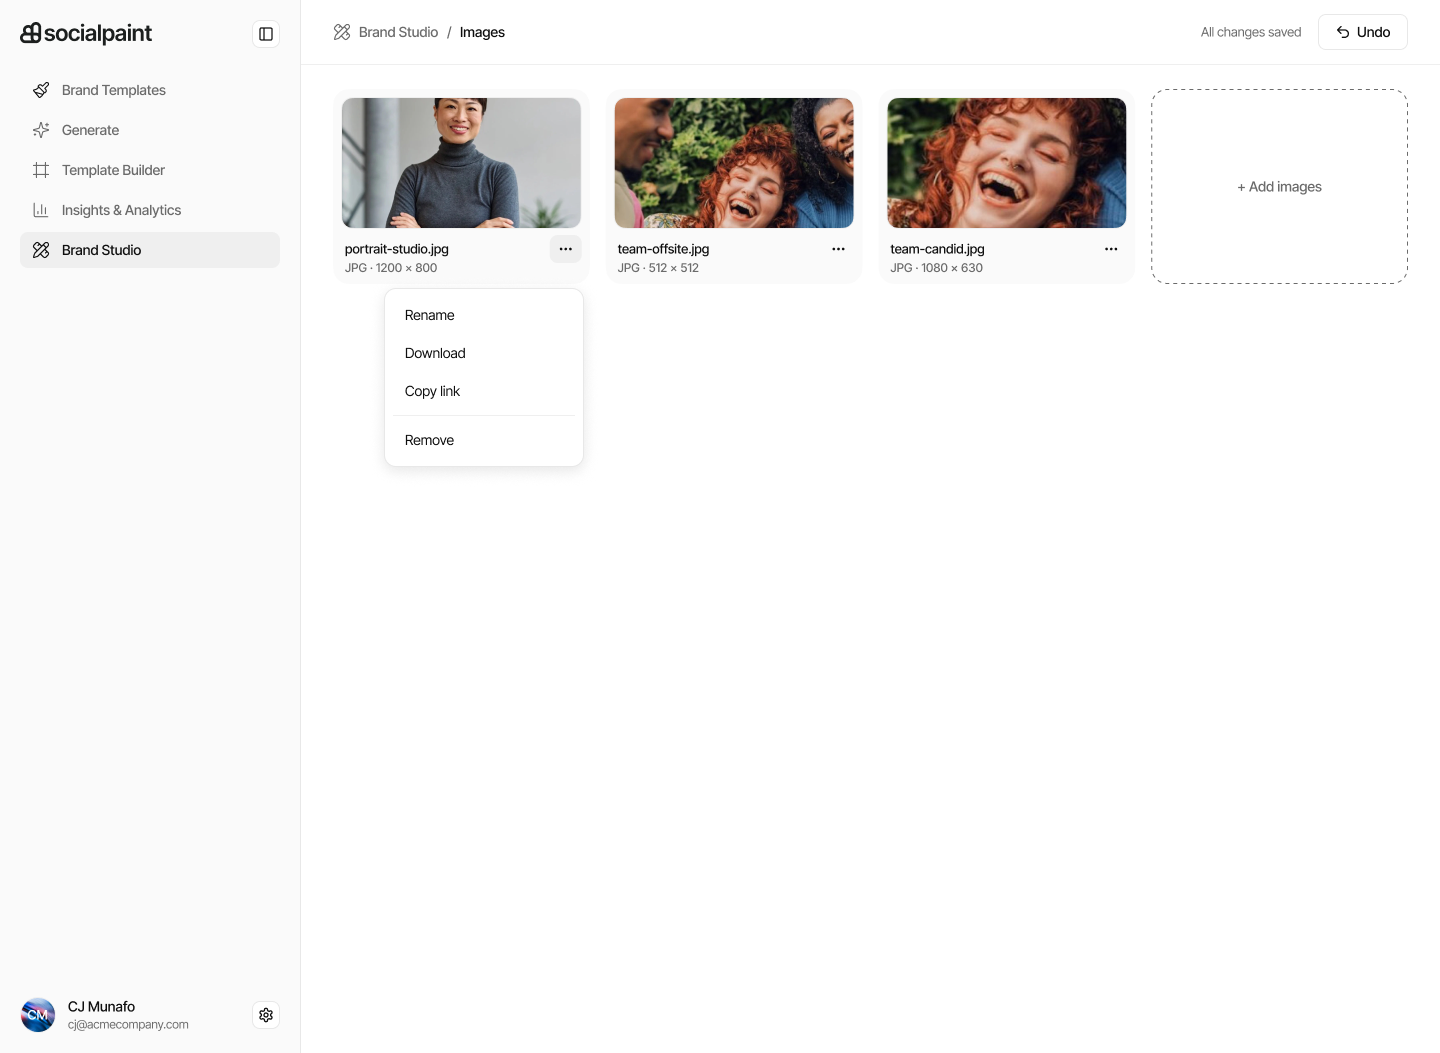 socialpaint
Brand Templates
Generate
Template Builder
Insights & Analytics
Brand Studio
CJ Munafo
cj@acmecompany.com
CM
Brand Studio / Images
All changes saved
Undo
portrait-studio.jpg
JPG · 1200 × 800
team-offsite.jpg
JPG · 512 × 512
team-candid.jpg
JPG · 1080 × 630
+ Add images
Rename
Download
Copy link
Remove